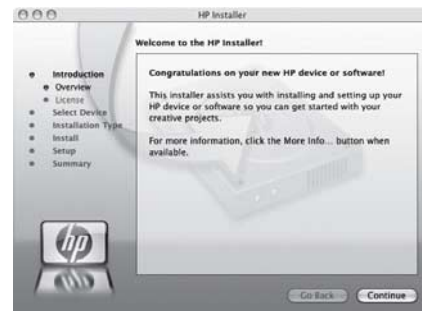 HP Installer
Welcome to the HP Installer!
Introduction
Overview
License
Select Device
Installation Type
Install
Setup
Summary
Congratulations on your new HP device or software!
This installer assists you with installing and setting up your
HP device or software so you can get started with your
creative projects.
For more information, click the More Info... button when
available.
hp
Go Back
Continue